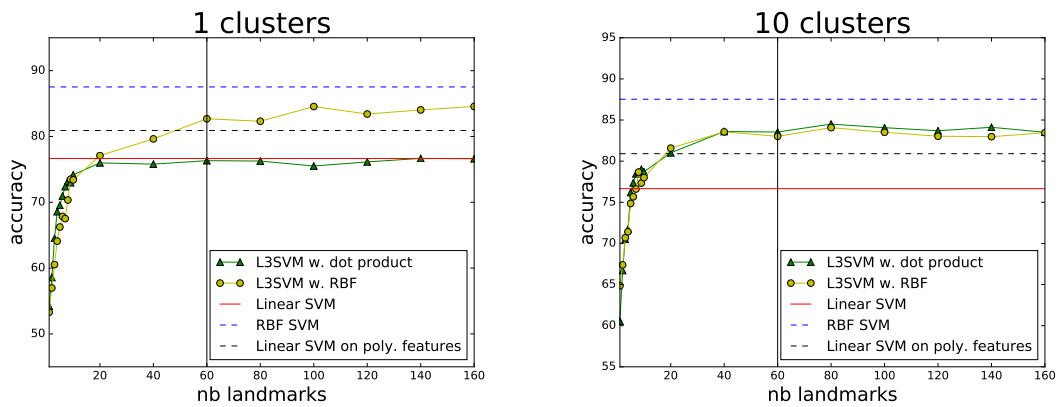 1 clusters
90
80
70
60
50
accuracy
20 40 60 80 100 120 140 160
nb landmarks
L3SVM w. dot product
L3SVM w. RBF
Linear SVM
RBF SVM
Linear SVM on poly. features
10 clusters
95
90
85
80
75
70
65
60
55
accuracy
20 40 60 80 100 120 140 160
nb landmarks
L3SVM w. dot product
L3SVM w. RBF
Linear SVM
RBF SVM
Linear SVM on poly. features